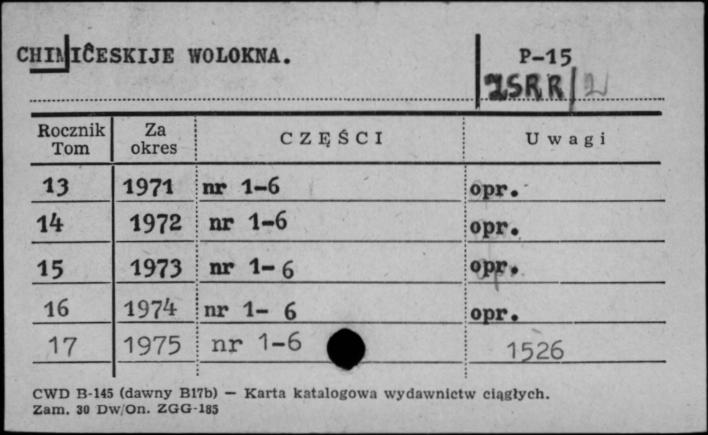 CHIMIČESKIJE WOLOKNA.
P-15
ZSRR/2
Rocznik Tom
Za okres
CZĘŚCI
Uwagi
13 1971 nr 1-6 opr.
14 1972 nr 1-6 opr.
15 1973 nr 1-6 opr.
16 1974 nr 1-6 opr.
17 1975 nr 1-6 1526
CWD B-145 (dawny B17b) — Karta katalogowa wydawnictw ciągłych.
Zam. 30 Dw/On. ZGG-185